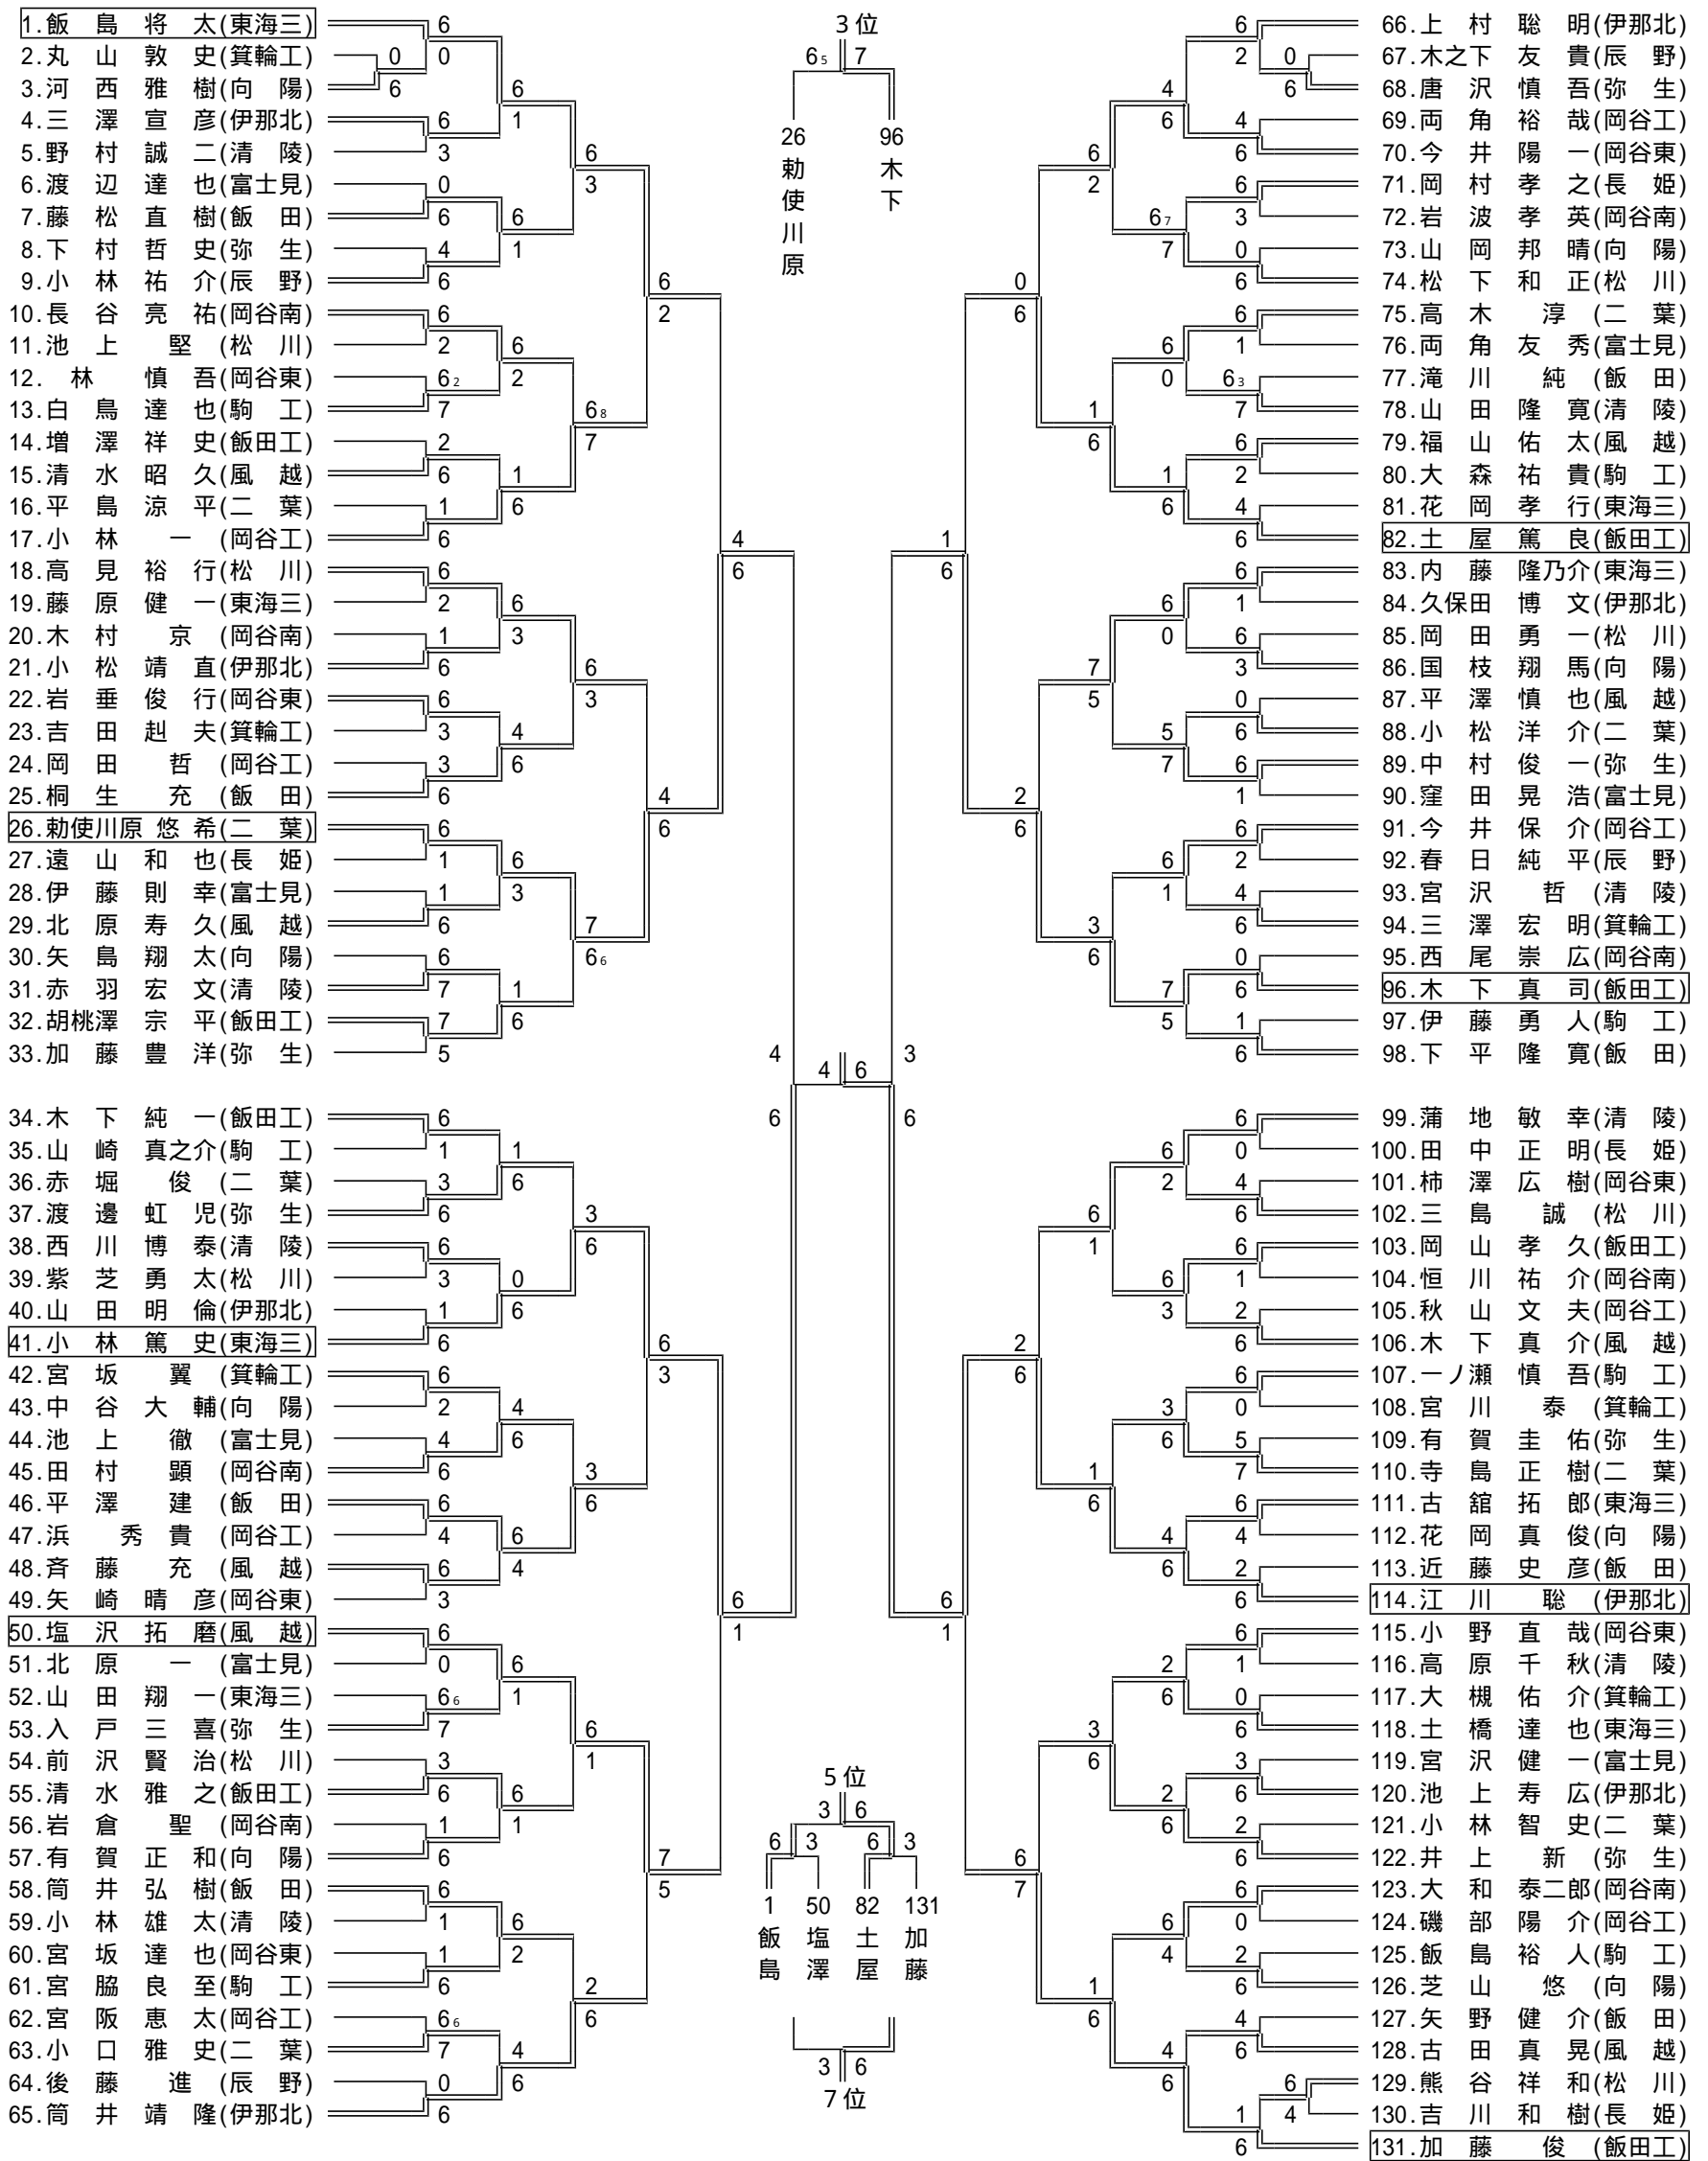 1.飯島将太(東海三)
2.丸山敦史(箕輪工)
3.河西雅樹(向陽)
4.三澤宣彦(伊那北)
5.野村誠二(清陵)
6.渡辺達也(富士見)
7.藤松直樹(飯田)
8.下村哲史(弥生)
9.小林祐介(辰野)
10.長谷亮祐(岡谷南)
11.池上堅(松川)
12.林慎吾(岡谷東)
13.白鳥達也(駒工)
14.増澤祥史(飯田工)
15.清水昭久(風越)
16.平島涼平(二葉)
17.小林一(岡谷工)
18.高見裕行(松川)
19.藤原健一(東海三)
20.木村京(岡谷南)
21.小松靖直(伊那北)
22.岩垂俊行(岡谷東)
23.吉田赳夫(箕輪工)
24.岡田哲(岡谷工)
25.桐生充(飯田)
26.勅使川原悠希(二葉)
27.遠山和也(長姫)
28.伊藤則幸(富士見)
29.北原寿久(風越)
30.矢島翔太(向陽)
31.赤羽宏文(清陵)
32.胡桃澤宗平(飯田工)
33.加藤豊洋(弥生)
34.木下純一(飯田工)
35.山崎真之介(駒工)
36.赤堀俊(二葉)
37.渡邊虹児(弥生)
38.西川博泰(清陵)
39.紫芝勇太(松川)
40.山田明倫(伊那北)
41.小林篤史(東海三)
42.宮坂翼(箕輪工)
43.中谷大輔(向陽)
44.池上徹(富士見)
45.田村顕(岡谷南)
46.平澤建(飯田)
47.浜秀貴(岡谷工)
48.斉藤充(風越)
49.矢崎晴彦(岡谷東)
50.塩沢拓磨(風越)
51.北原一(富士見)
52.山田翔一(東海三)
53.入戸三喜(弥生)
54.前沢賢治(松川)
55.清水雅之(飯田工)
56.岩倉聖(岡谷南)
57.有賀正和(向陽)
58.筒井弘樹(飯田)
59.小林雄太(清陵)
60.宮坂達也(岡谷東)
61.宮脇良至(駒工)
62.宮阪恵太(岡谷工)
63.小口雅史(二葉)
64.後藤進(辰野)
65.筒井靖隆(伊那北)
3位
65 7
26 勅使川原
96 木下
4 6
4 6
3 6
5位
3 6
6 3 6 3
1 飯島
50 塩澤
82 土屋
131 加藤
3 6
7位
66.上村聡明(伊那北)
67.木之下友貴(辰野)
68.唐沢慎吾(弥生)
69.両角裕哉(岡谷工)
70.今井陽一(岡谷東)
71.岡村孝之(長姫)
72.岩波孝英(岡谷南)
73.山岡邦晴(向陽)
74.松下和正(松川)
75.高木淳(二葉)
76.両角友秀(富士見)
77.滝川純(飯田)
78.山田隆寛(清陵)
79.福山佑太(風越)
80.大森祐貴(駒工)
81.花岡孝行(東海三)
82.土屋篤良(飯田工)
83.内藤隆乃介(東海三)
84.久保田博文(伊那北)
85.岡田勇一(松川)
86.国枝翔馬(向陽)
87.平澤慎也(風越)
88.小松洋介(二葉)
89.中村俊一(弥生)
90.窪田晃浩(富士見)
91.今井保介(岡谷工)
92.春日純平(辰野)
93.宮沢哲(清陵)
94.三澤宏明(箕輪工)
95.西尾崇広(岡谷南)
96.木下真司(飯田工)
97.伊藤勇人(駒工)
98.下平隆寛(飯田)
99.蒲地敏幸(清陵)
100.田中正明(長姫)
101.柿澤広樹(岡谷東)
102.三島誠(松川)
103.岡山孝久(飯田工)
104.恒川祐介(岡谷南)
105.秋山文夫(岡谷工)
106.木下真介(風越)
107.一ノ瀬慎吾(駒工)
108.宮川泰(箕輪工)
109.有賀圭佑(弥生)
110.寺島正樹(二葉)
111.古舘拓郎(東海三)
112.花岡真俊(向陽)
113.近藤史彦(飯田)
114.江川聡(伊那北)
115.小野直哉(岡谷東)
116.高原千秋(清陵)
117.大槻佑介(箕輪工)
118.土橋達也(東海三)
119.宮沢健一(富士見)
120.池上寿広(伊那北)
121.小林智史(二葉)
122.井上新(弥生)
123.大和泰二郎(岡谷南)
124.磯部陽介(岡谷工)
125.飯島裕人(駒工)
126.芝山悠(向陽)
127.矢野健介(飯田)
128.古田真晃(風越)
129.熊谷祥和(松川)
130.吉川和樹(長姫)
131.加藤俊(飯田工)